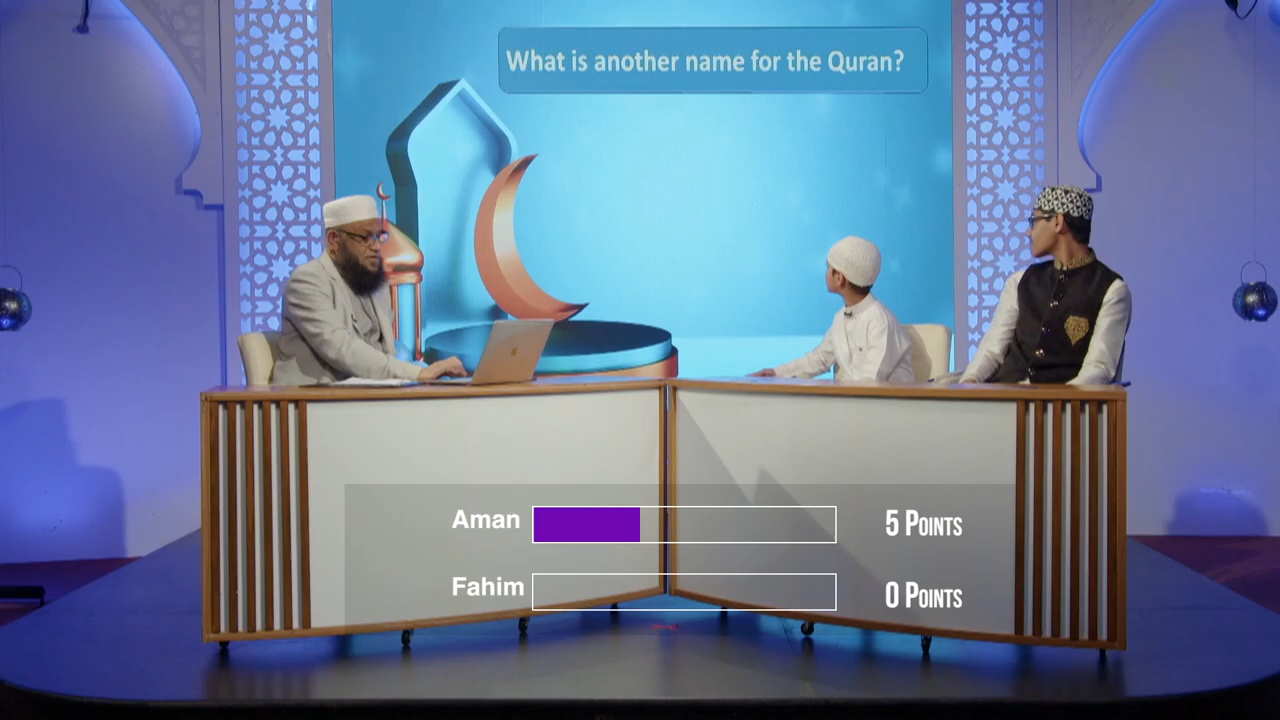 What is another name for the Quran?
Aman 5 Points
Fahim 0 Points